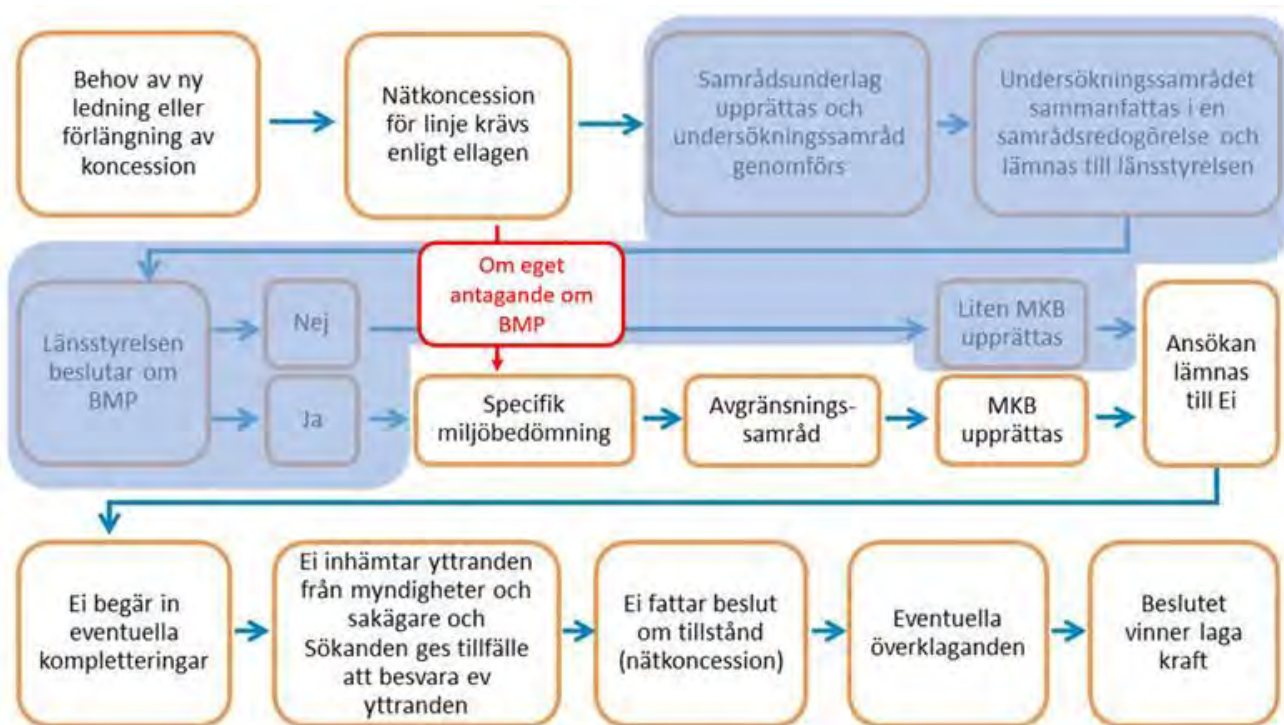 Behov av ny
ledning eller
förlängning av
koncession
Nätkoncession
för linje krävs
enligt ellagen
Samrådsunderlag
upprättas och
undersökningssamråd
genomförs
Undersökningssamrådet
sammanfattas i en
samrådsredogörelse och
lämnas till länsstyrelsen
Om eget
antagande om
BMP
Länsstyrelsen
beslutar om
BMP
Nej
Ja
Liten MKB
upprättas
Specifik
miljöbedömning
Avgränsnings-
samråd
MKB
upprättas
Ansökan
lämnas
till Ei
Ei begär in
eventuella
kompletteringar
Ei inhämtar yttranden
från myndigheter och
sakägare och
Sökanden ges tillfälle
att besvara ev
yttranden
Ei fattar beslut
om tillstånd
(nätkoncession)
Eventuella
överklaganden
Beslutet
vinner laga
kraft